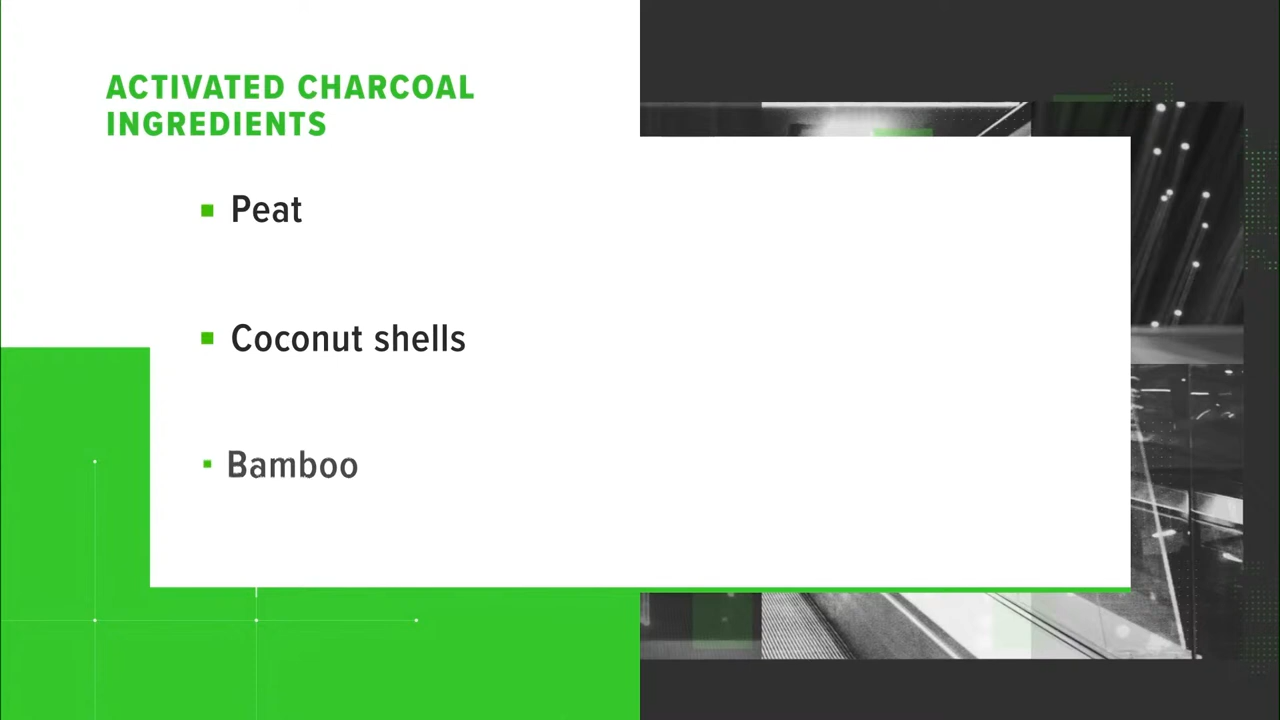 ACTIVATED CHARCOAL
INGREDIENTS
Peat
Coconut shells
Bamboo